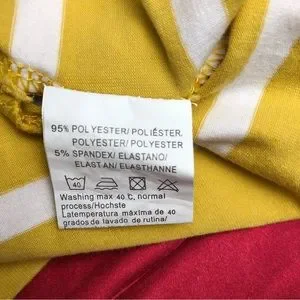 95% POLYESTER/ POLIÉSTER.
POLYESTER/ POLYESTER
5% SPANDEX/ ELASTANO/
ELASTAN/ ELASTHANNE
40
Washing max 40 C, normal
process/Hochste
Latemperatura máxima de 40
grados de lavado de rutina/